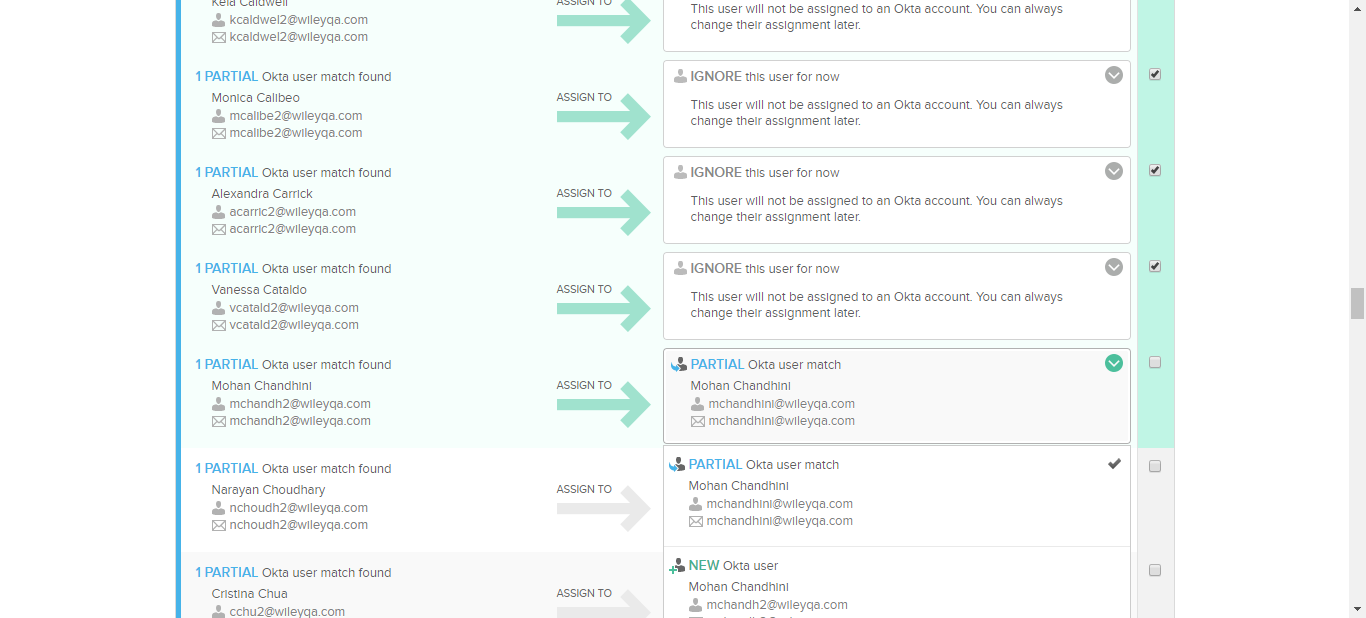 Kela Caldwell
ASSIGN TO
kcaldwel2@wileyqa.com
kcaldwel2@wileyqa.com
This user will not be assigned to an Okta account. You can always
change their assignment later.
1 PARTIAL Okta user match found
Monica Calibeo
mcalibe2@wileyqa.com
mcalibe2@wileyqa.com
ASSIGN TO
IGNORE this user for now
This user will not be assigned to an Okta account. You can always
change their assignment later.
1 PARTIAL Okta user match found
Alexandra Carrick
acarric2@wileyqa.com
acarric2@wileyqa.com
ASSIGN TO
IGNORE this user for now
This user will not be assigned to an Okta account. You can always
change their assignment later.
1 PARTIAL Okta user match found
Vanessa Cataldo
vcatald2@wileyqa.com
vcatald2@wileyqa.com
ASSIGN TO
IGNORE this user for now
This user will not be assigned to an Okta account. You can always
change their assignment later.
1 PARTIAL Okta user match found
Mohan Chandhini
mchandh2@wileyqa.com
mchandh2@wileyqa.com
ASSIGN TO
PARTIAL Okta user match
Mohan Chandhini
mchandhini@wileyqa.com
mchandhini@wileyqa.com
1 PARTIAL Okta user match found
Narayan Choudhary
nchoudh2@wileyqa.com
nchoudh2@wileyqa.com
ASSIGN TO
PARTIAL Okta user match
Mohan Chandhini
mchandhini@wileyqa.com
mchandhini@wileyqa.com
1 PARTIAL Okta user match found
Cristina Chua
cchu2@wileyqa.com
ASSIGN TO
NEW Okta user
Mohan Chandhini
mchandh2@wileyqa.com